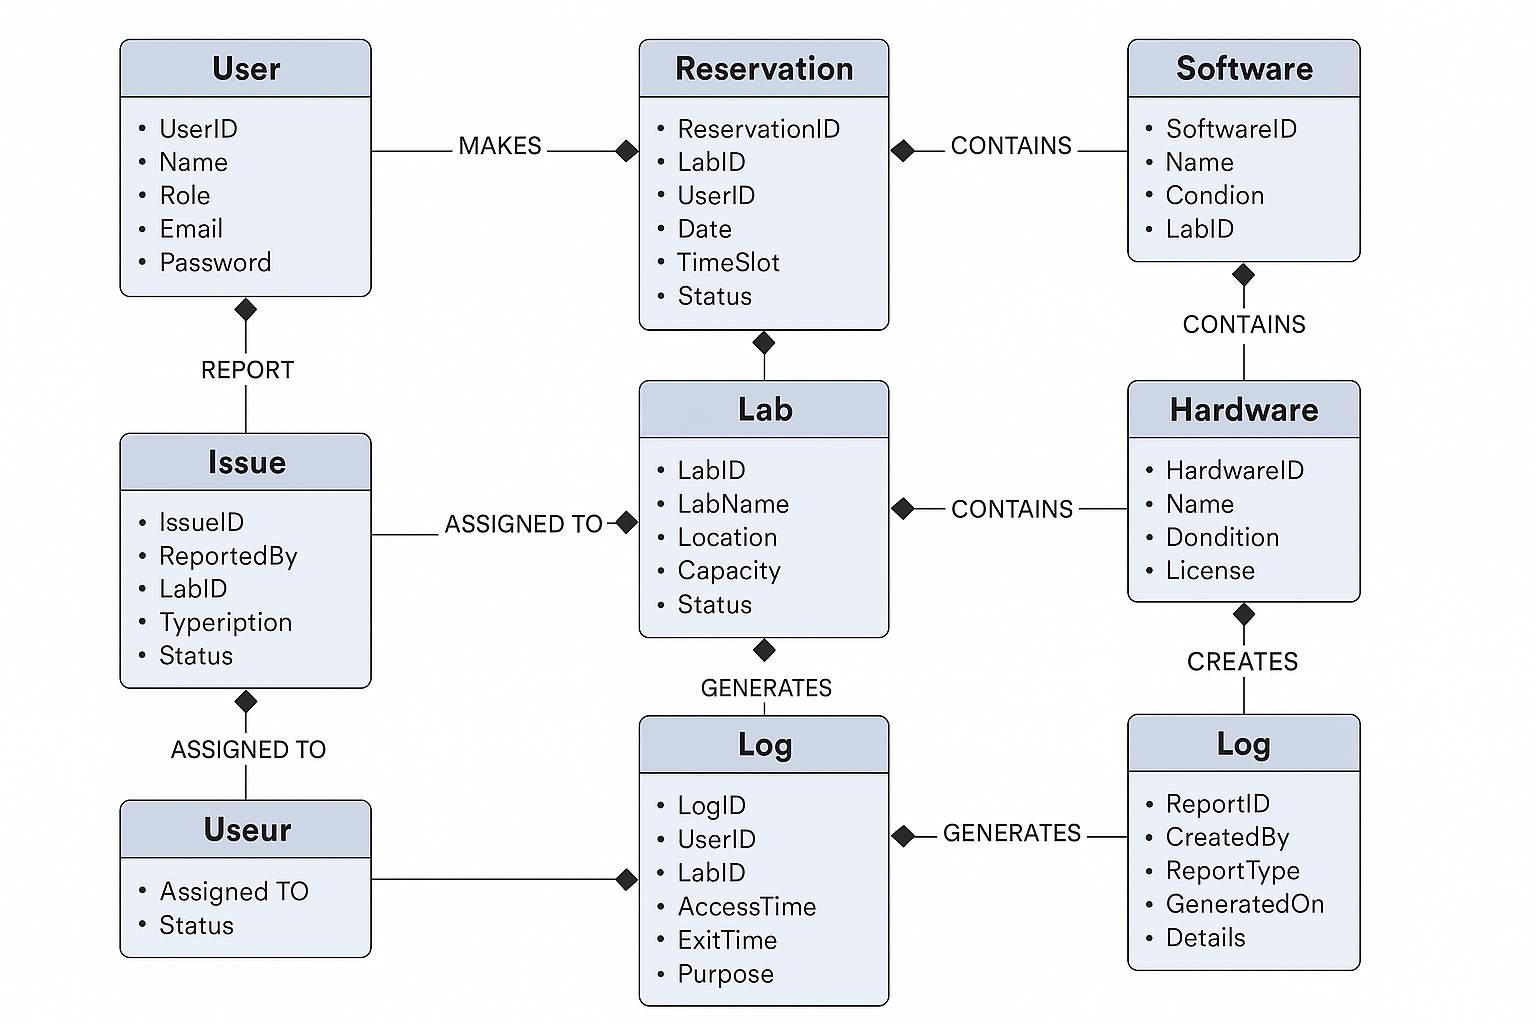 User
• UserID
• Name
• Role
• Email
• Password
MAKES
Reservation
• ReservationID
• LabID
• UserID
• Date
• TimeSlot
• Status
CONTAINS
Software
• SoftwareID
• Name
• Condion
• LabID
REPORT
CONTAINS
Issue
• IssueID
• ReportedBy
• LabID
• Typeription
• Status
ASSIGNED TO
Lab
• LabID
• LabName
• Location
• Capacity
• Status
CONTAINS
Hardware
• HardwareID
• Name
• Dondition
• License
ASSIGNED TO
GENERATES
CREATES
Useur
• Assigned TO
• Status
Log
• LogID
• UserID
• LabID
• AccessTime
• ExitTime
• Purpose
GENERATES
Log
• ReportID
• CreatedBy
• ReportType
• GeneratedOn
• Details